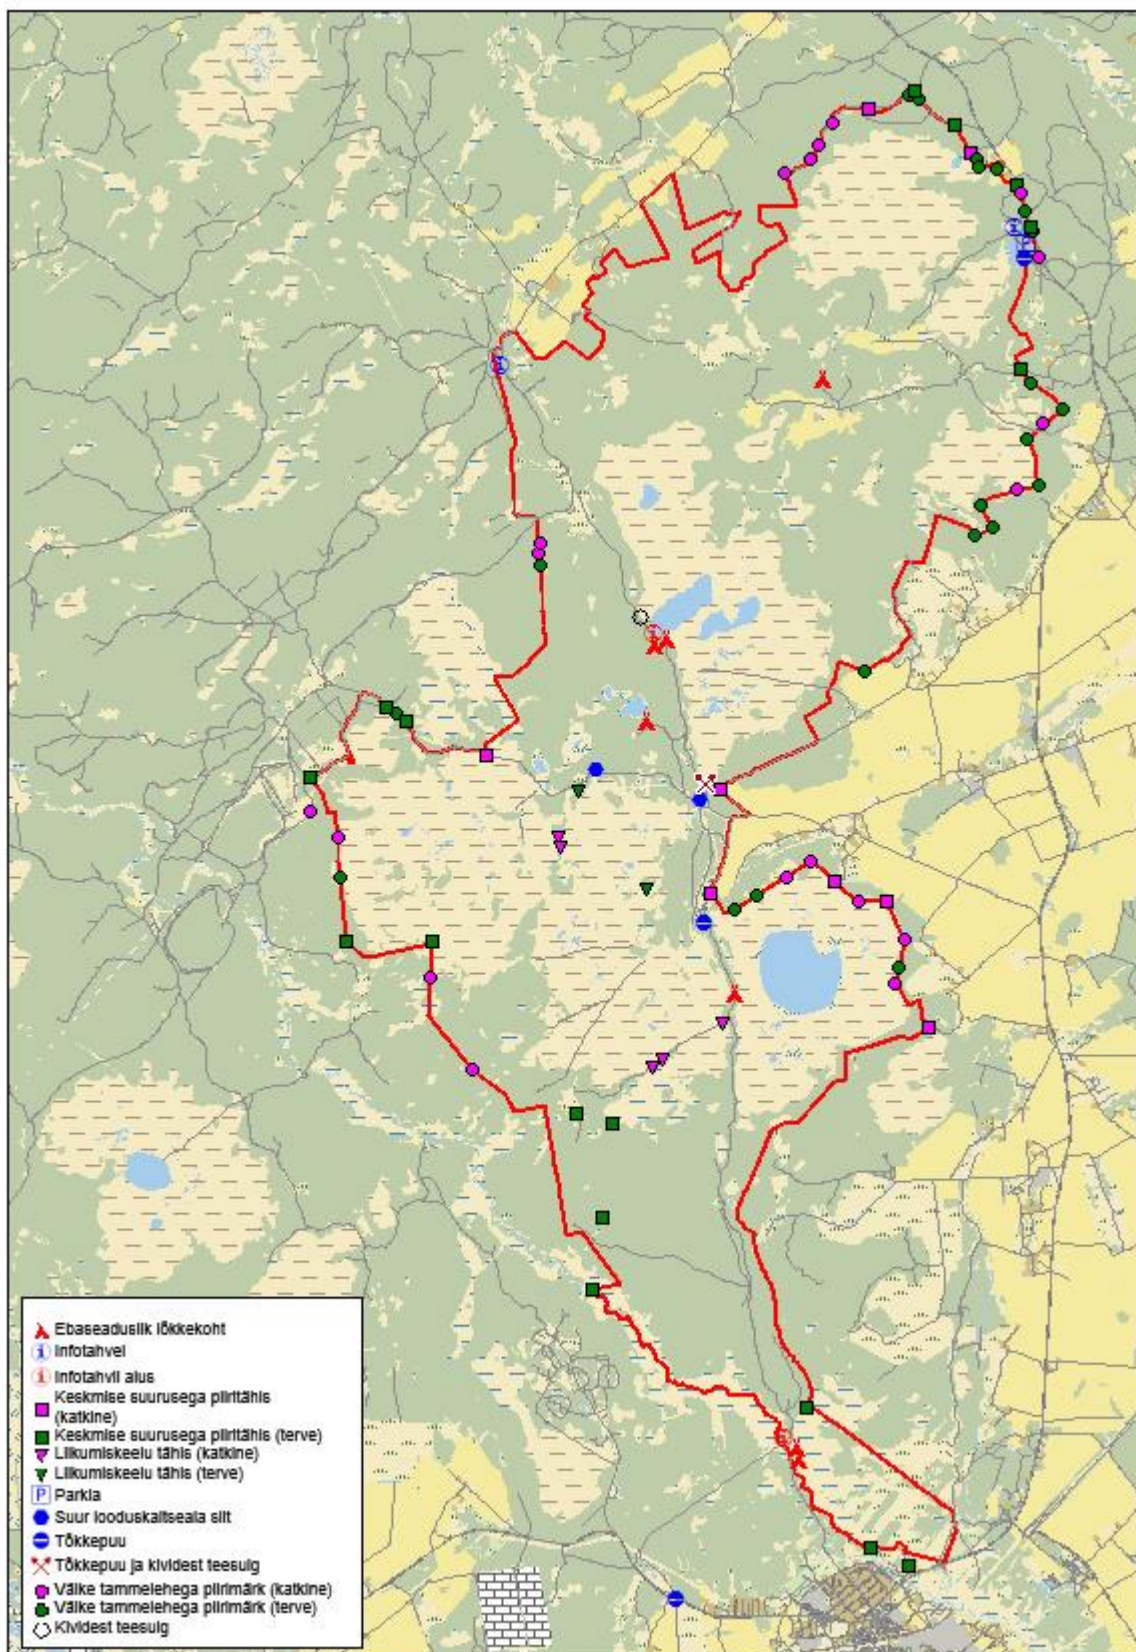 Ebaseaduslik lõkkekoht
Infotahvel
Infotahvli alus
Keskmise suurusega piiritähis
(katkine)
Keskmise suurusega piiritähis (terve)
Liikumiskeelu tähis (katkine)
Liikumiskeelu tähis (terve)
P Parkla
Suur looduskaitseala silt
Tõkkepuu
Tõkkepuu ja kividest teesulg
Väike tammelehega piirimärk (katkine)
Väike tammelehega piirimärk (terve)
Kividest teesulg